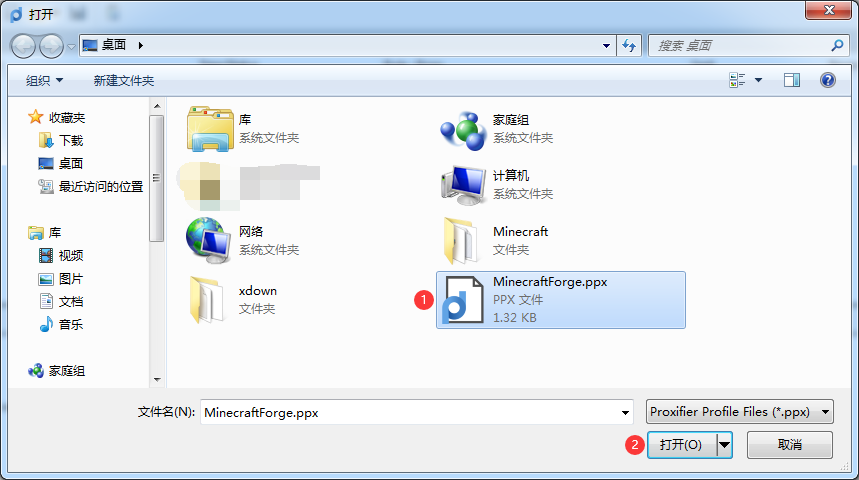 打开
桌面
搜索 桌面
组织
新建文件夹
收藏夹
下载
桌面
最近访问的位置
库
视频
图片
文档
音乐
家庭组
库
系统文件夹
家庭组
系统文件夹
计算机
系统文件夹
网络
系统文件夹
Minecraft
文件夹
xdown
文件夹
1
MinecraftForge.ppx
PPX 文件
1.32 KB
文件名(N):
MinecraftForge.ppx
Proxifier Profile Files (*.ppx)
2
打开(O)
取消